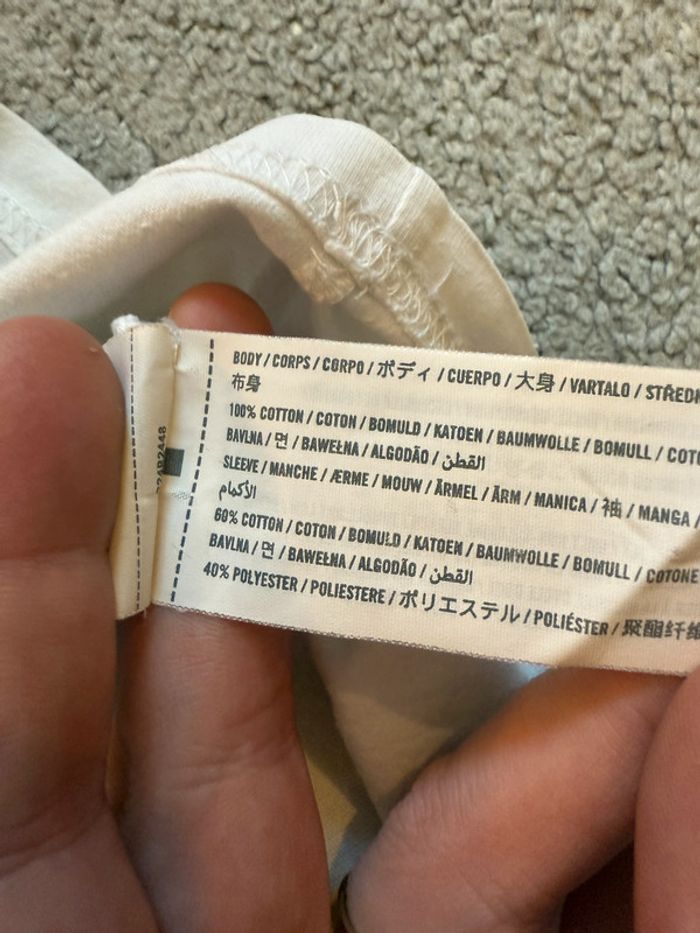 BODY / CORPS / CORPO / ボディ / CUERPO / 大身 / VARTALO /
布身
100% COTTON / COTON / BOMULD / KATOEN / BAUMWOLLE / BOMULL /
BAVLNA / 면 / BAWEŁNA / ALGODÃO / القطن
SLEEVE / MANCHE / ÆRME / MOUW / ÄRMEL / ÄRM / MANICA / 袖 / MANGA /
الأكمام
60% COTTON / COTON / BOMULD / KATOEN / BAUMWOLLE / BOMULL / COTONE
BAVLNA / 면 / BAWEŁNA / ALGODÃO / القطن
40% POLYESTER / POLIESTERE / ポリエステル / POLIÉSTER / 聚酯纤维